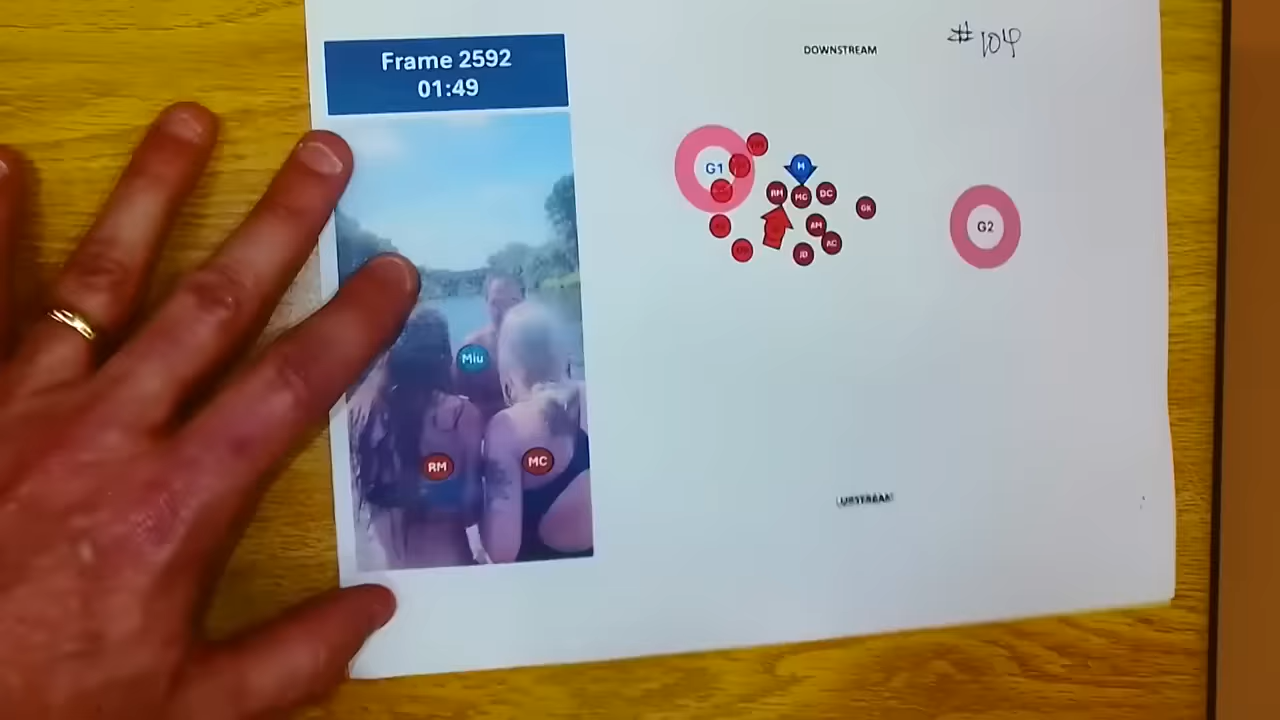 Frame 2592
01:49
Miu
RM
MC
DOWNSTREAM
#104
G1
M
RM
MC
DC
GK
AM
AC
JD
G2
UPSTREAM